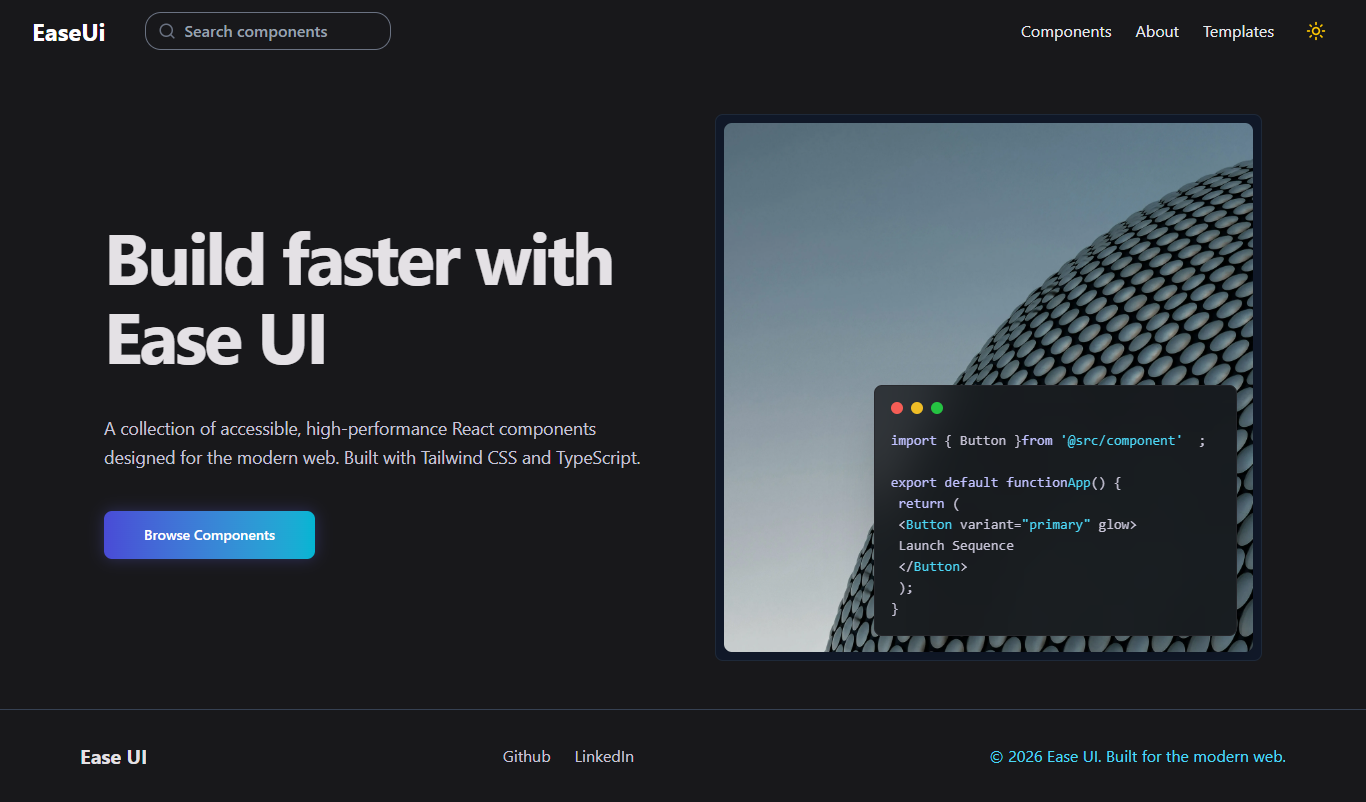 EaseUi
Search components
Components
About
Templates
Build faster with
Ease UI
A collection of accessible, high-performance React components
designed for the modern web. Built with Tailwind CSS and TypeScript.
Browse Components
import { Button }from '@src/component'  ;
export default functionApp() {
return (
<Button variant="primary" glow>
Launch Sequence
</Button>
);
}
Ease UI
Github
LinkedIn
© 2026 Ease UI. Built for the modern web.